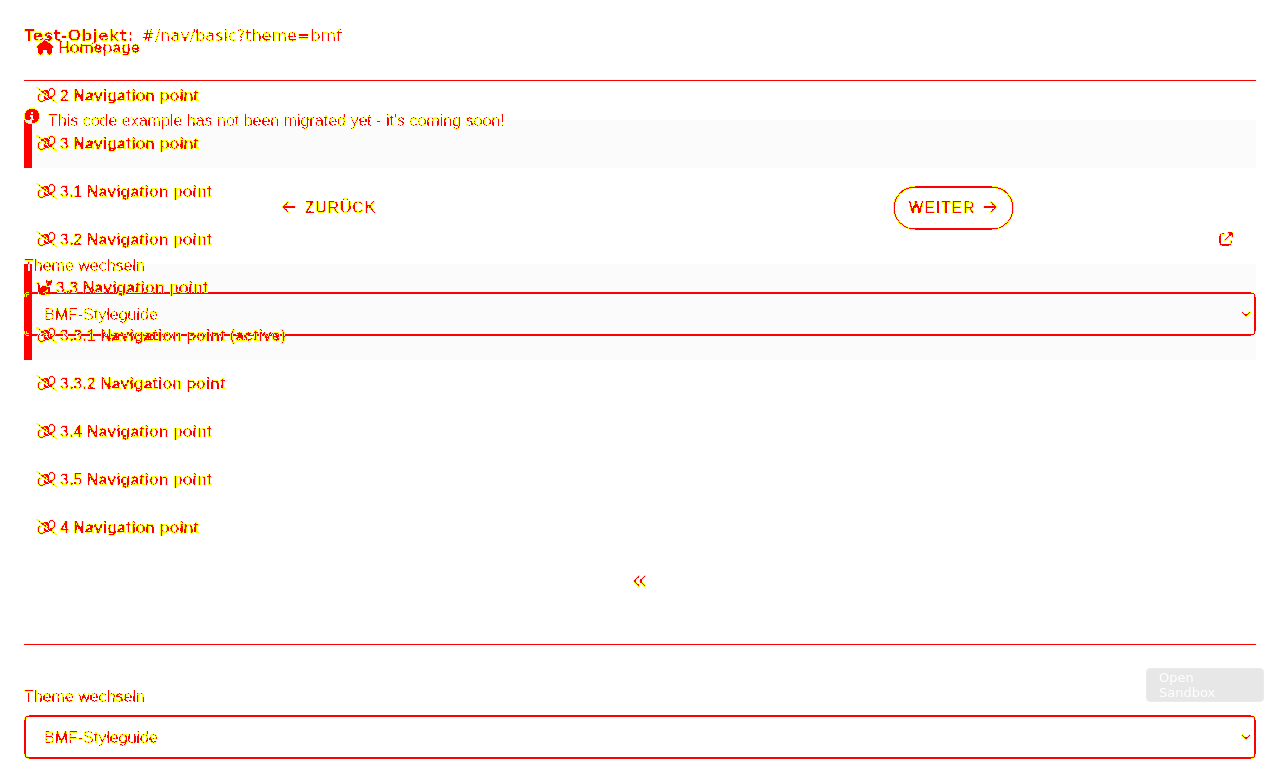 Test-Objekt: #/nav/basic?theme=bmf
Homepage
2 Navigation point
This code example has not been migrated yet - it's coming soon!
3 Navigation point
3.1 Navigation point
← ZURÜCK
WEITER →
3.2 Navigation point
Theme wechseln
3.3 Navigation point
BMF-Styleguide
3.3.1 Navigation point (active)
3.3.2 Navigation point
3.4 Navigation point
3.5 Navigation point
4 Navigation point
«
Open
Sandbox
Theme wechseln
BMF-Styleguide